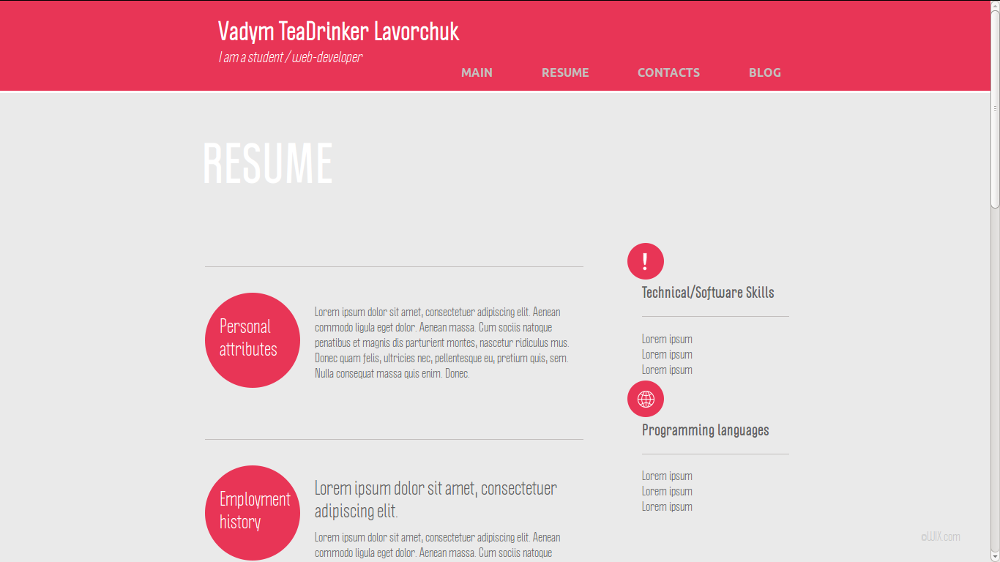 Vadym TeaDrinker Lavorchuk
I am a student / web-developer
MAIN RESUME CONTACTS BLOG
RESUME
Personal
attributes
Lorem ipsum dolor sit amet, consectetuer adipiscing elit. Aenean
commodo ligula eget dolor. Aenean massa. Cum sociis natoque
penatibus et magnis dis parturient montes, nascetur ridiculus mus.
Donec quam felis, ultricies nec, pellentesque eu, pretium quis, sem.
Nulla consequat massa quis enim. Donec.
Employment
history
Lorem ipsum dolor sit amet, consectetuer
adipiscing elit.
Lorem ipsum dolor sit amet, consectetuer adipiscing elit. Aenean
commodo ligula eget dolor. Aenean massa. Cum sociis natoque
!
Technical/Software Skills
Lorem ipsum
Lorem ipsum
Lorem ipsum
Programming languages
Lorem ipsum
Lorem ipsum
Lorem ipsum
©WIX.com